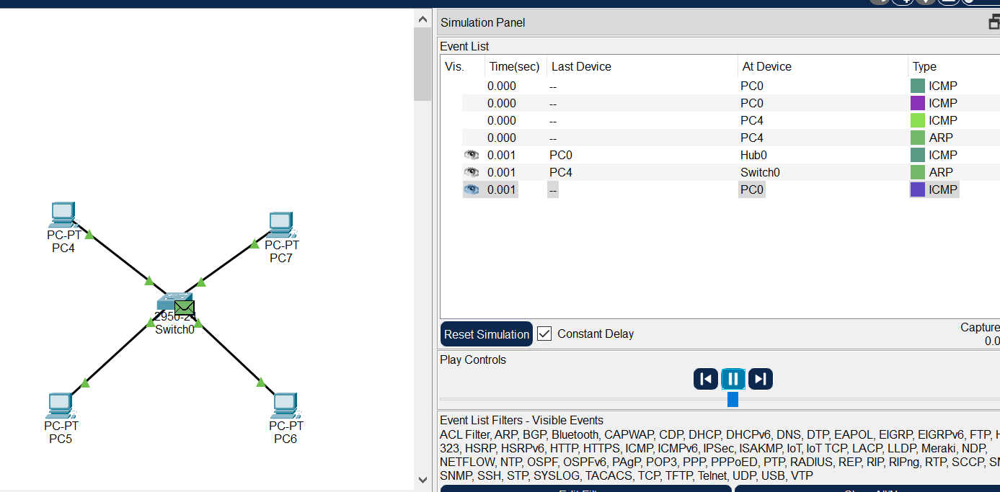 Simulation Panel
Event List
Vis. Time(sec) Last Device At Device Type
0.000 -- PC0 ICMP
0.000 -- PC0 ICMP
0.000 -- PC4 ICMP
0.000 -- PC4 ARP
0.001 PC0 Hub0 ICMP
0.001 PC4 Switch0 ARP
0.001 -- PC0 ICMP
PC-PT
PC4
PC-PT
PC7
2950-24
Switch0
PC-PT
PC5
PC-PT
PC6
Reset Simulation Constant Delay
Capture
0.0
Play Controls
Event List Filters - Visible Events
ACL Filter, ARP, BGP, Bluetooth, CAPWAP, CDP, DHCP, DHCPv6, DNS, DTP, EAPOL, EIGRP, EIGRPv6, FTP, H
323, HSRP, HSRPv6, HTTP, HTTPS, ICMP, ICMPv6, IPSec, ISAKMP, IoT, IoT TCP, LACP, LLDP, Meraki, NDP,
NETFLOW, NTP, OSPF, OSPFv6, PAgP, POP3, PPP, PPPoED, PTP, RADIUS, REP, RIP, RIPng, RTP, SCCP, SM
SNMP, SSH, STP, SYSLOG, TACACS, TCP, TFTP, Telnet, UDP, USB, VTP